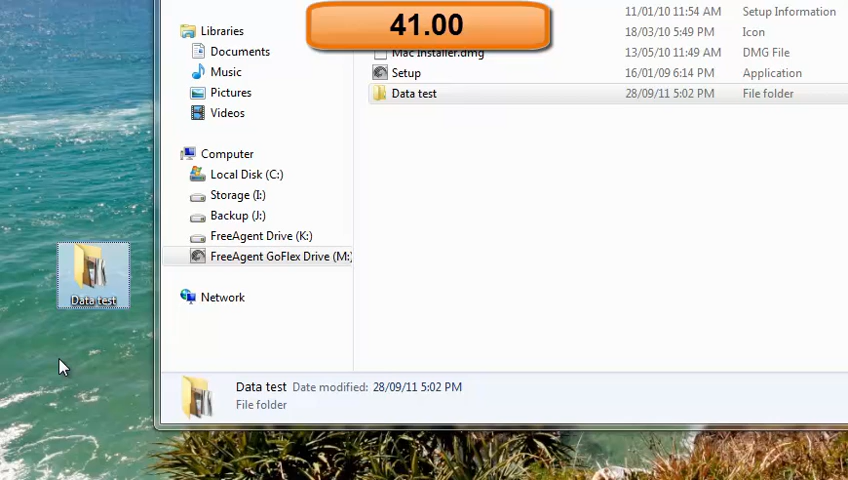 41.00
11/01/10 11:54 AM Setup Information
18/03/10 5:49 PM Icon
Mac Installer.dmg 13/05/10 11:49 AM DMG File
Setup 16/01/09 6:14 PM Application
Data test 28/09/11 5:02 PM File folder
Libraries
Documents
Music
Pictures
Videos
Computer
Local Disk (C:)
Storage (I:)
Backup (J:)
FreeAgent Drive (K:)
FreeAgent GoFlex Drive (M:)
Network
Data test
Data test Date modified: 28/09/11 5:02 PM
File folder